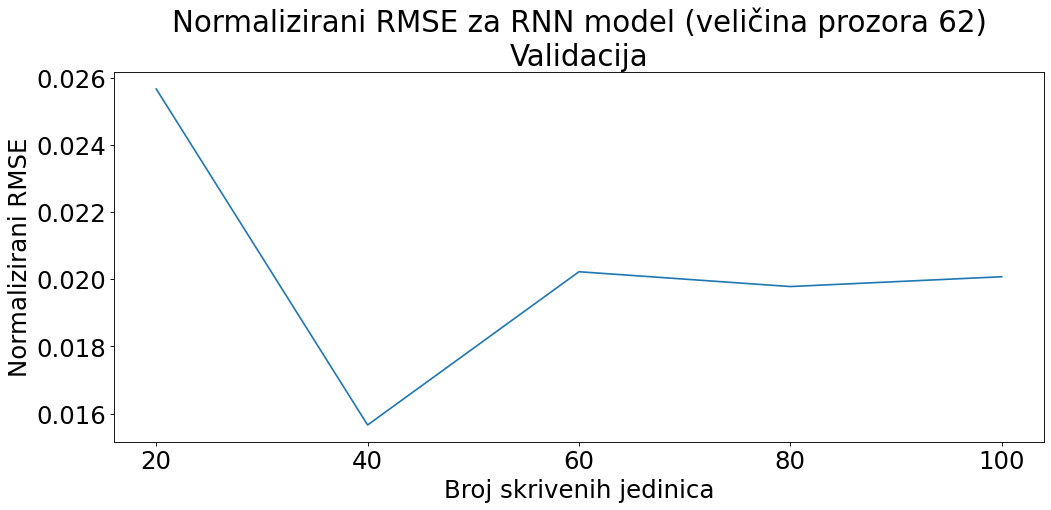 Normalizirani RMSE za RNN model (veličina prozora 62)
Validacija
Normalizirani RMSE
0.026
0.024
0.022
0.020
0.018
0.016
20 40 60 80 100
Broj skrivenih jedinica